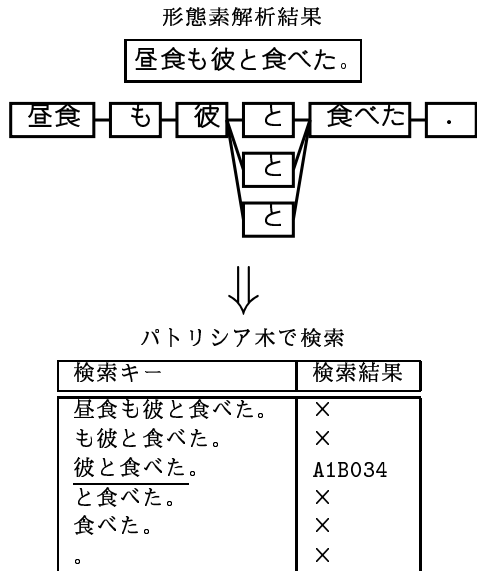 形態素解析結果
昼食も彼と食べた。
昼食 も 彼 と 食べた .
と
と
パトリシア木で検索
検索キー 検索結果
昼食も彼と食べた。 ×
も彼と食べた。 ×
彼と食べた。 A1B034
と食べた。 ×
食べた。 ×
。 ×